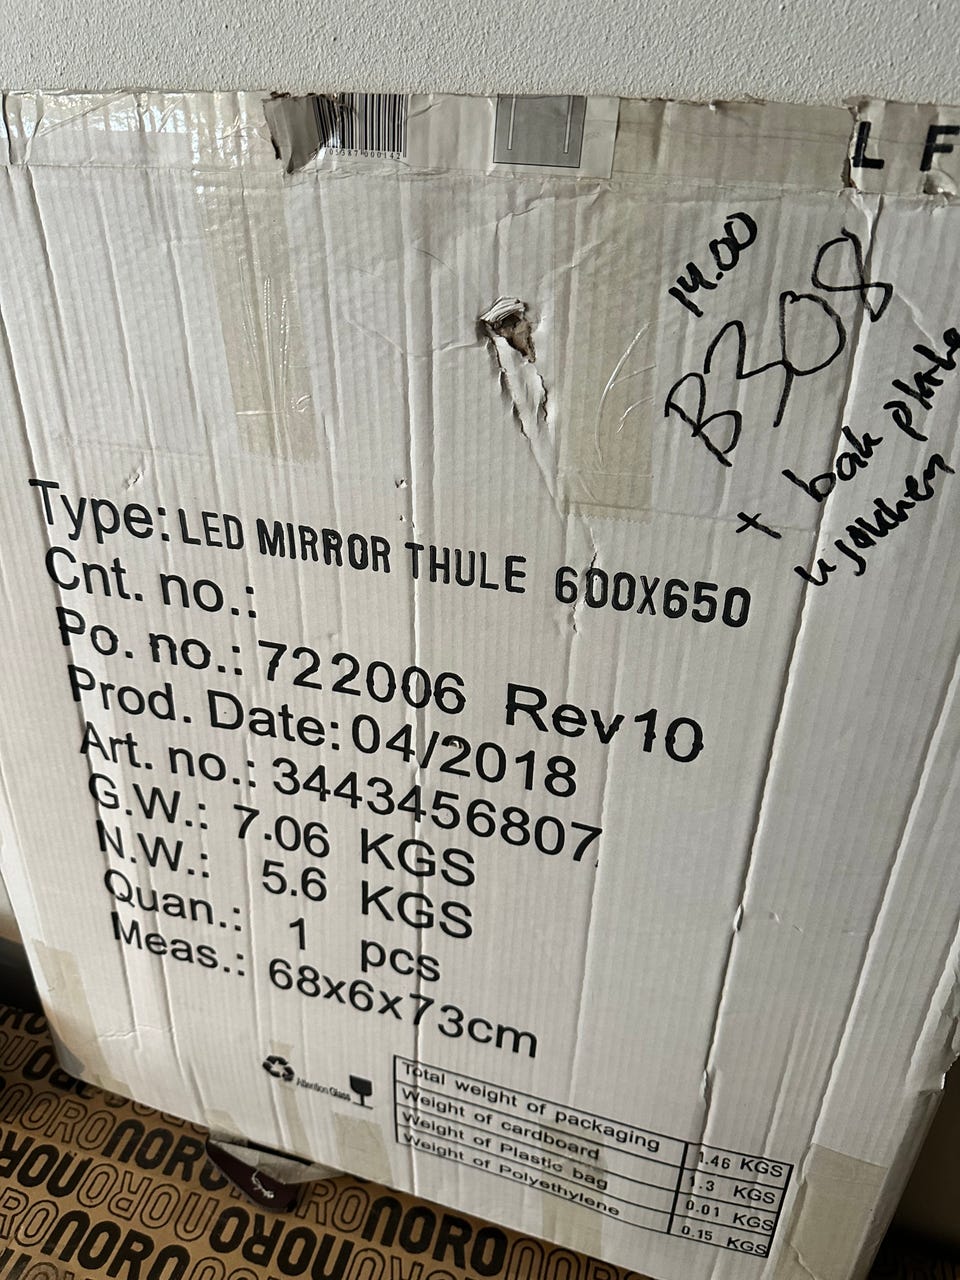 L F
14.00
B308
+ bak plate
kitchen
Type: LED MIRROR THULE 600X650
Cnt. no.:
Po. no.: 722006 Rev10
Prod. Date: 04/2018
Art. no.: 3443456807
G.W.: 7.06 KGS
N.W.: 5.6 KGS
Quan.: 1 pcs
Meas.: 68x6x73cm
Attention Glass
Total weight of packaging 1.46 KGS
Weight of cardboard 1.3 KGS
Weight of Plastic bag 0.01 KGS
Weight of Polyethylene 0.15 KGS
NORO